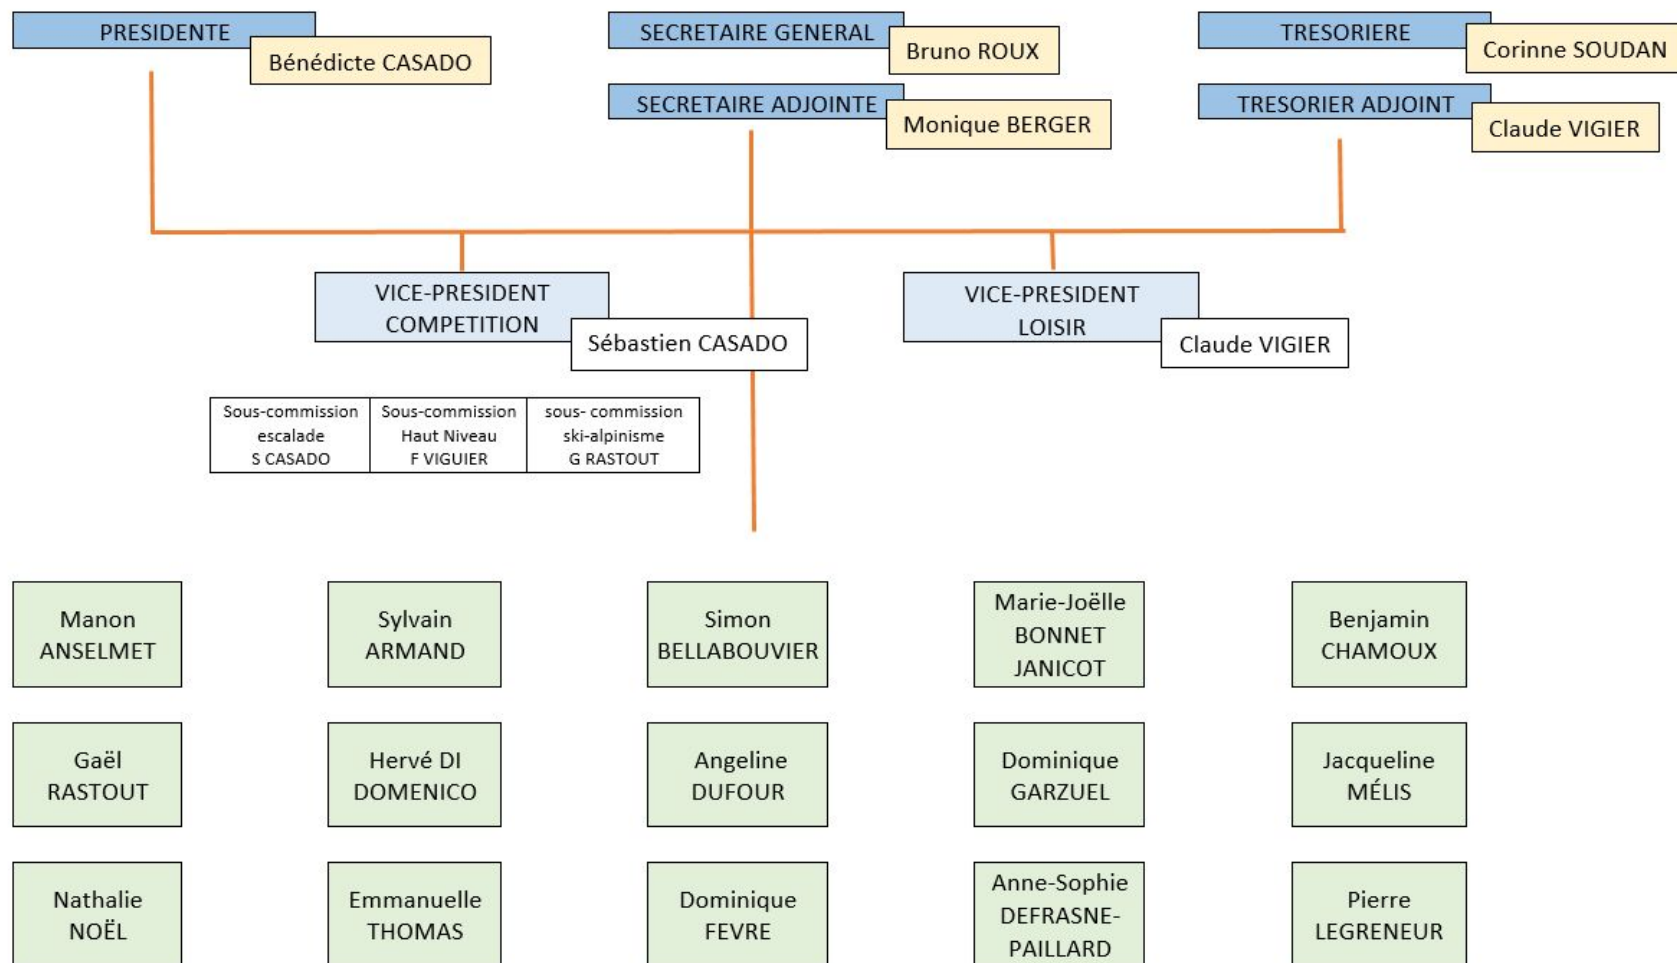 PRESIDENTE
Bénédicte CASADO
SECRETAIRE GENERAL
Bruno ROUX
SECRETAIRE ADJOINTE
Monique BERGER
TRESORIERE
Corinne SOUDAN
TRESORIER ADJOINT
Claude VIGIER
VICE-PRESIDENT
COMPETITION
Sébastien CASADO
VICE-PRESIDENT
LOISIR
Claude VIGIER
Sous-commission
escalade
S CASADO
Sous-commission
Haut Niveau
F VIGUIER
sous- commission
ski-alpinisme
G RASTOUT
Manon
ANSELMET
Sylvain
ARMAND
Simon
BELLABOUVIER
Marie-Joëlle
BONNET
JANICOT
Benjamin
CHAMOUX
Gaël
RASTOUT
Hervé DI
DOMENICO
Angeline
DUFOUR
Dominique
GARZUEL
Jacqueline
MÉLIS
Nathalie
NOËL
Emmanuelle
THOMAS
Dominique
FEVRE
Anne-Sophie
DEFRASNE-
PAILLARD
Pierre
LEGRENEUR